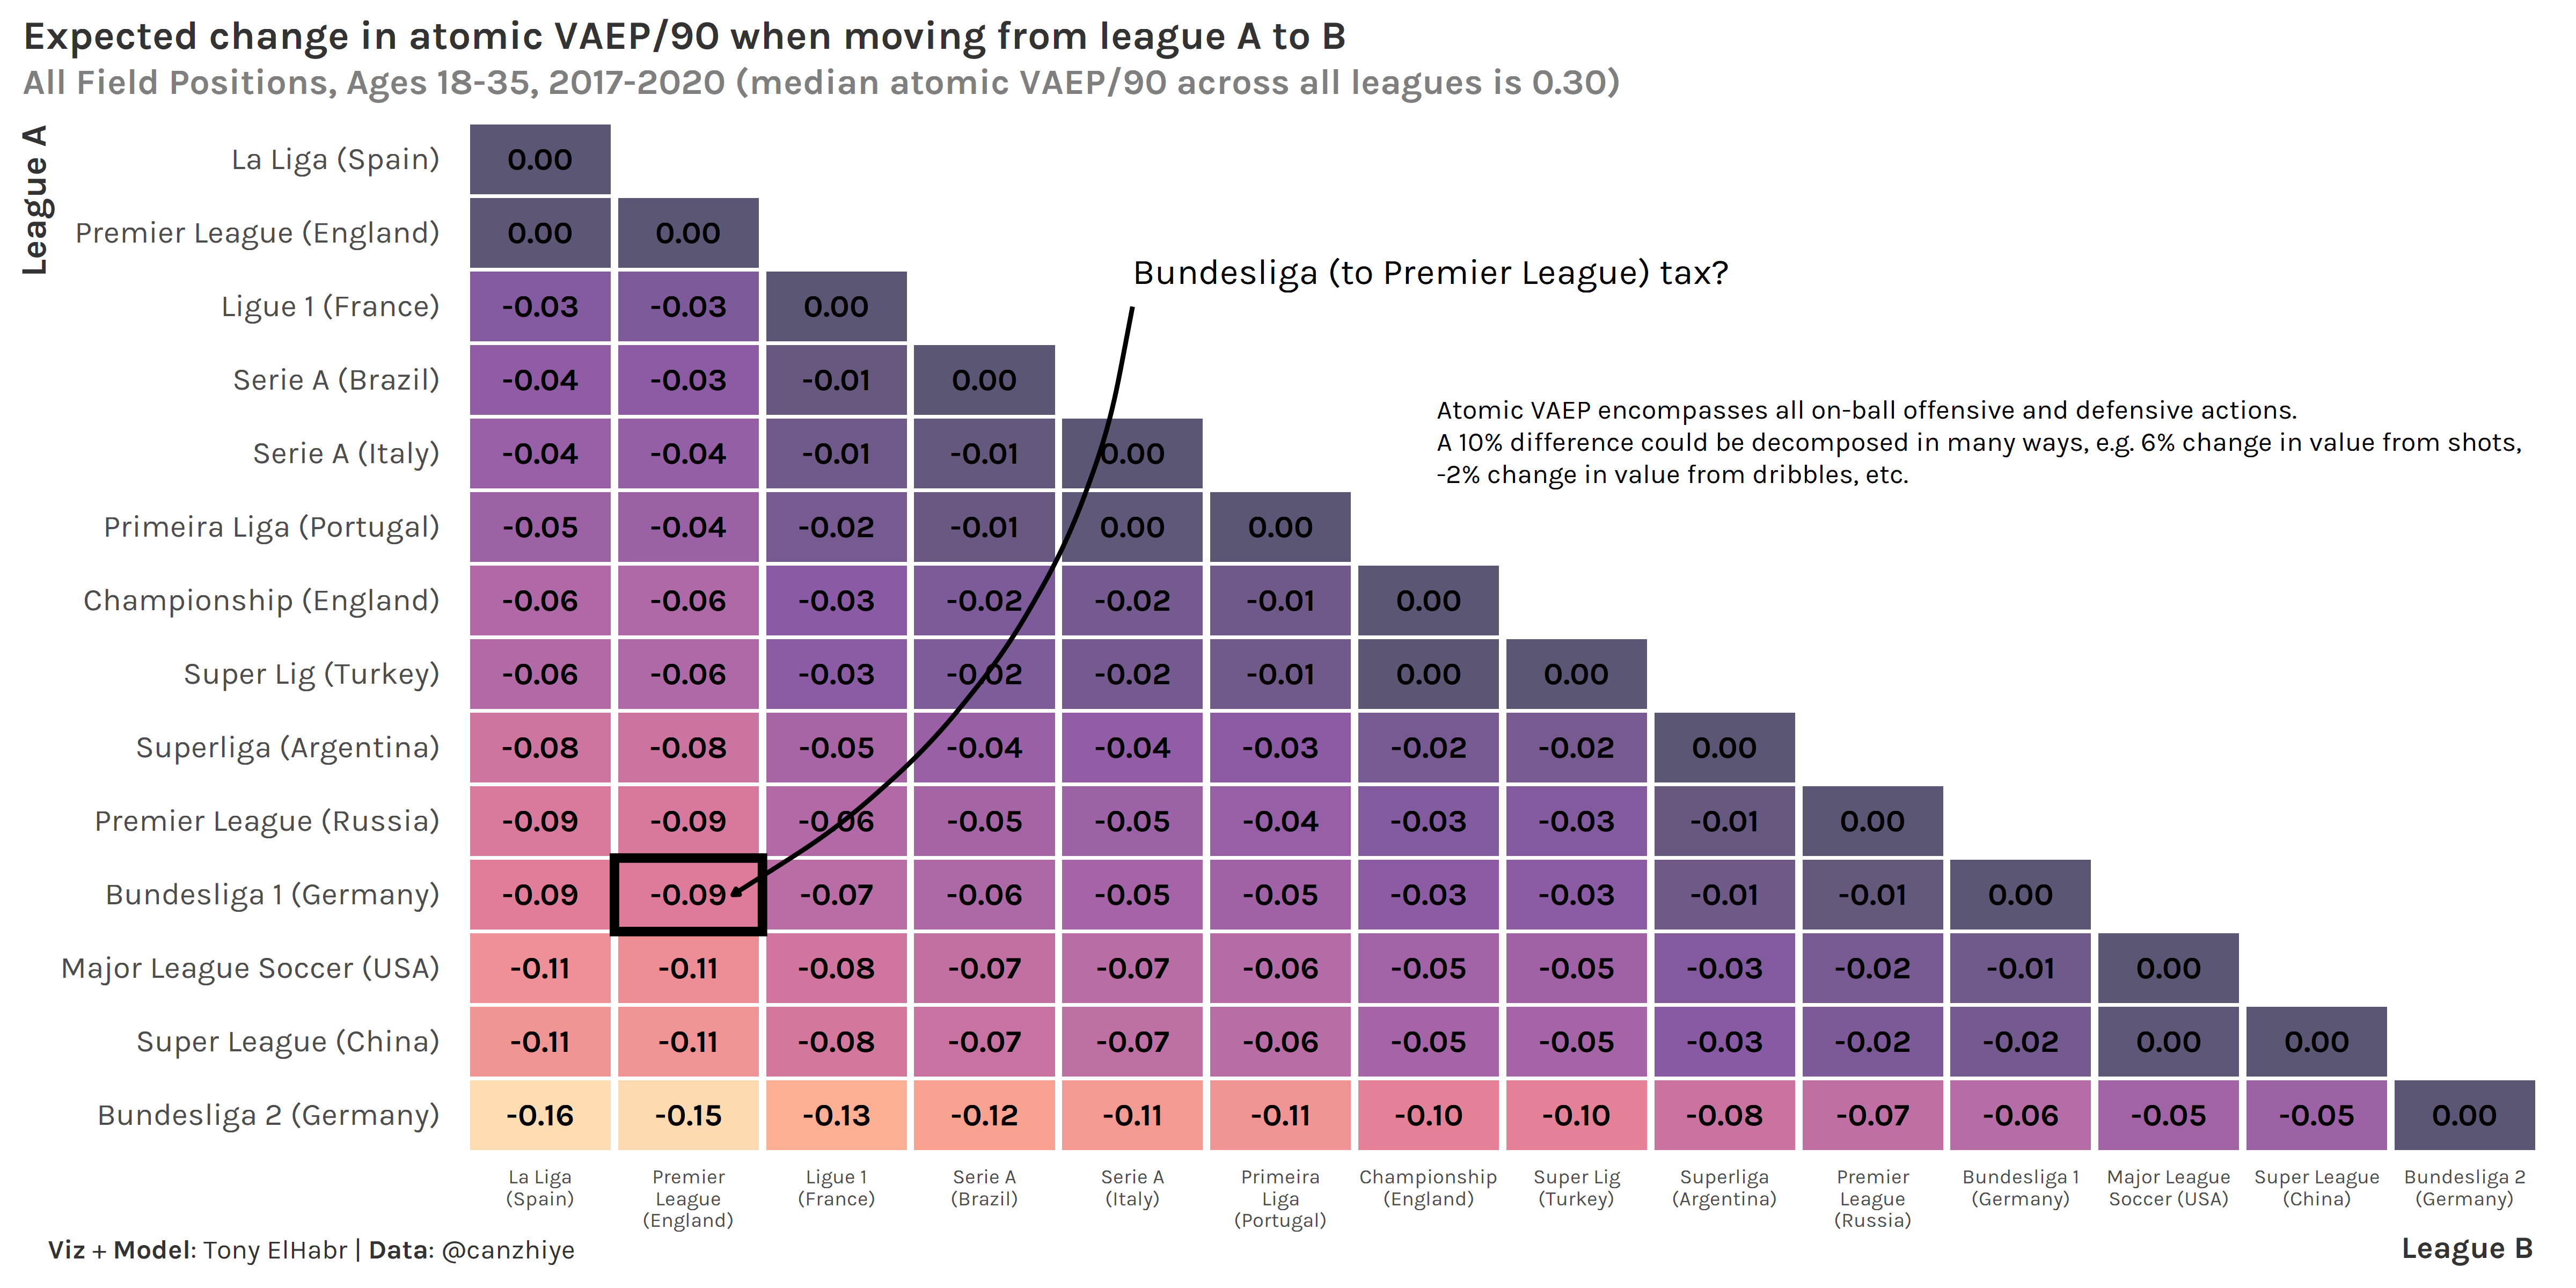 Expected change in atomic VAEP/90 when moving from league A to B
All Field Positions, Ages 18-35, 2017-2020 (median atomic VAEP/90 across all leagues is 0.30)
League A
La Liga (Spain) 0.00
Premier League (England) 0.00 0.00
Bundesliga (to Premier League) tax?
Ligue 1 (France) -0.03 -0.03 0.00
Serie A (Brazil) -0.04 -0.03 -0.01 0.00
Atomic VAEP encompasses all on-ball offensive and defensive actions.
A 10% difference could be decomposed in many ways, e.g. 6% change in value from shots,
-2% change in value from dribbles, etc.
Serie A (Italy) -0.04 -0.04 -0.01 -0.01 0.00
Primeira Liga (Portugal) -0.05 -0.04 -0.02 -0.01 0.00 0.00
Championship (England) -0.06 -0.06 -0.03 -0.02 -0.02 -0.01 0.00
Super Lig (Turkey) -0.06 -0.06 -0.03 -0.02 -0.02 -0.01 0.00 0.00
Superliga (Argentina) -0.08 -0.08 -0.05 -0.04 -0.04 -0.03 -0.02 -0.02 0.00
Premier League (Russia) -0.09 -0.09 -0.06 -0.05 -0.05 -0.04 -0.03 -0.03 -0.01 0.00
Bundesliga 1 (Germany) -0.09 -0.09 -0.07 -0.06 -0.05 -0.05 -0.03 -0.03 -0.01 -0.01 0.00
Major League Soccer (USA) -0.11 -0.11 -0.08 -0.07 -0.07 -0.06 -0.05 -0.05 -0.03 -0.02 -0.01 0.00
Super League (China) -0.11 -0.11 -0.08 -0.07 -0.07 -0.06 -0.05 -0.05 -0.03 -0.02 -0.02 0.00 0.00
Bundesliga 2 (Germany) -0.16 -0.15 -0.13 -0.12 -0.11 -0.11 -0.10 -0.10 -0.08 -0.07 -0.06 -0.05 -0.05 0.00
La Liga Premier Ligue 1 Serie A Serie A Primeira Championship Super Lig Superliga Premier Bundesliga 1 Major League Super League Bundesliga 2
(Spain) League (France) (Brazil) (Italy) Liga (England) (Turkey) (Argentina) League (Germany) Soccer (USA) (China) (Germany)
(England) (Portugal) (Russia)
Viz + Model: Tony ElHabr | Data: @canzhiye
League B